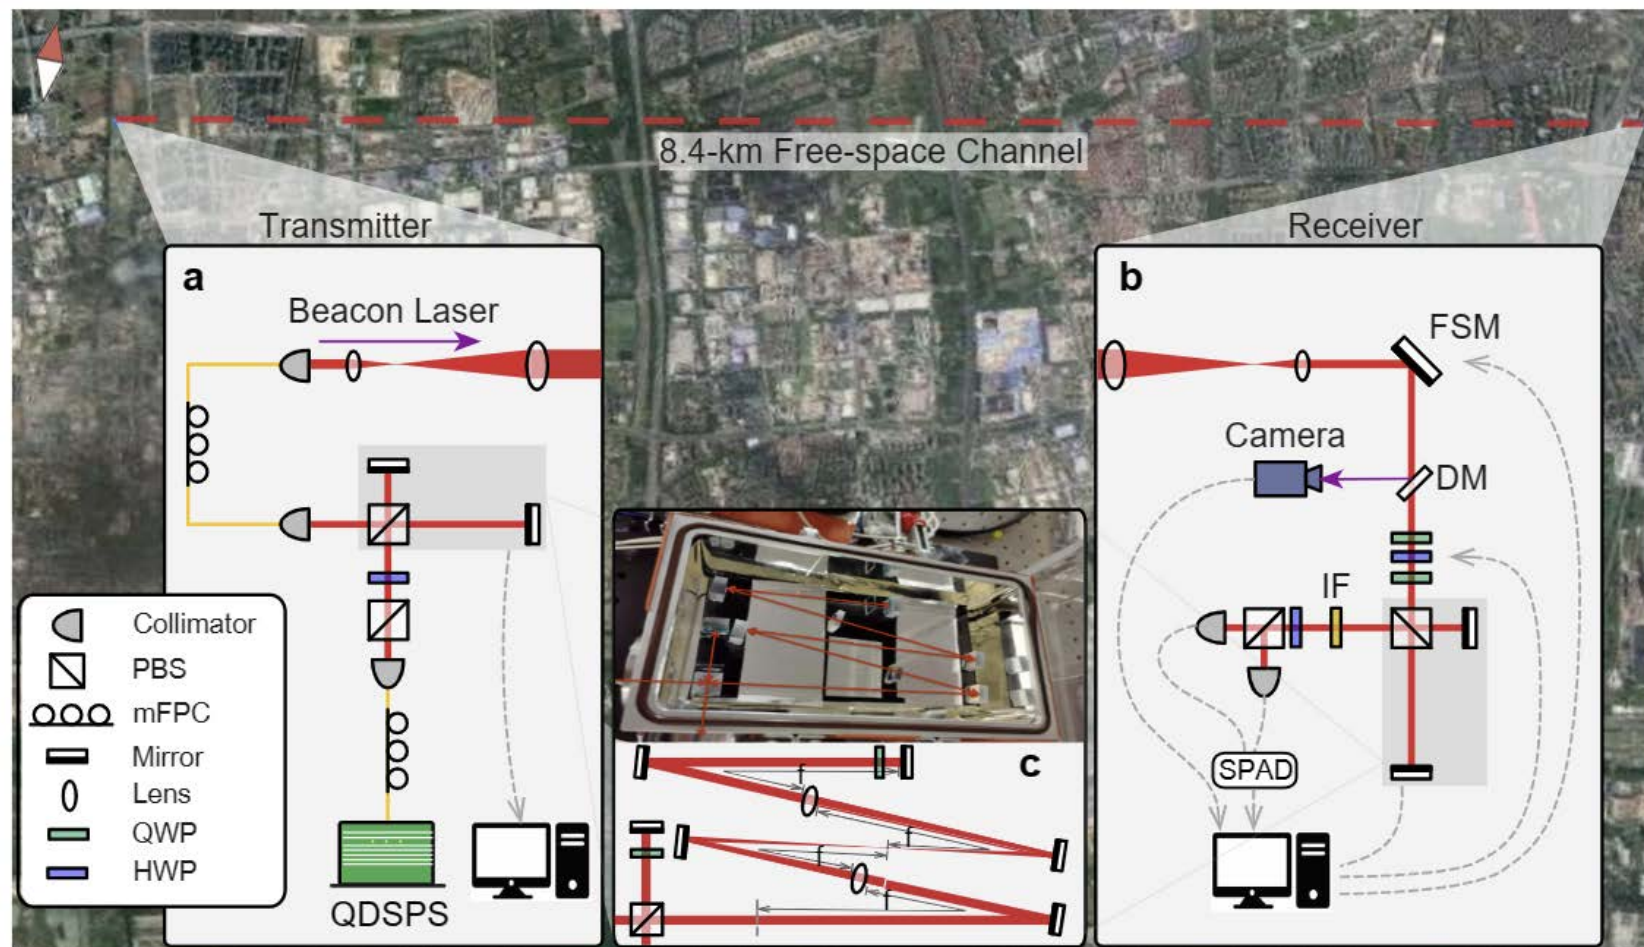 8.4-km Free-space Channel
Transmitter
a
Beacon Laser
QDSPS
Collimator
PBS
mFPC
Mirror
Lens
QWP
HWP
c
f
f
f
f
Receiver
b
FSM
Camera
DM
IF
SPAD